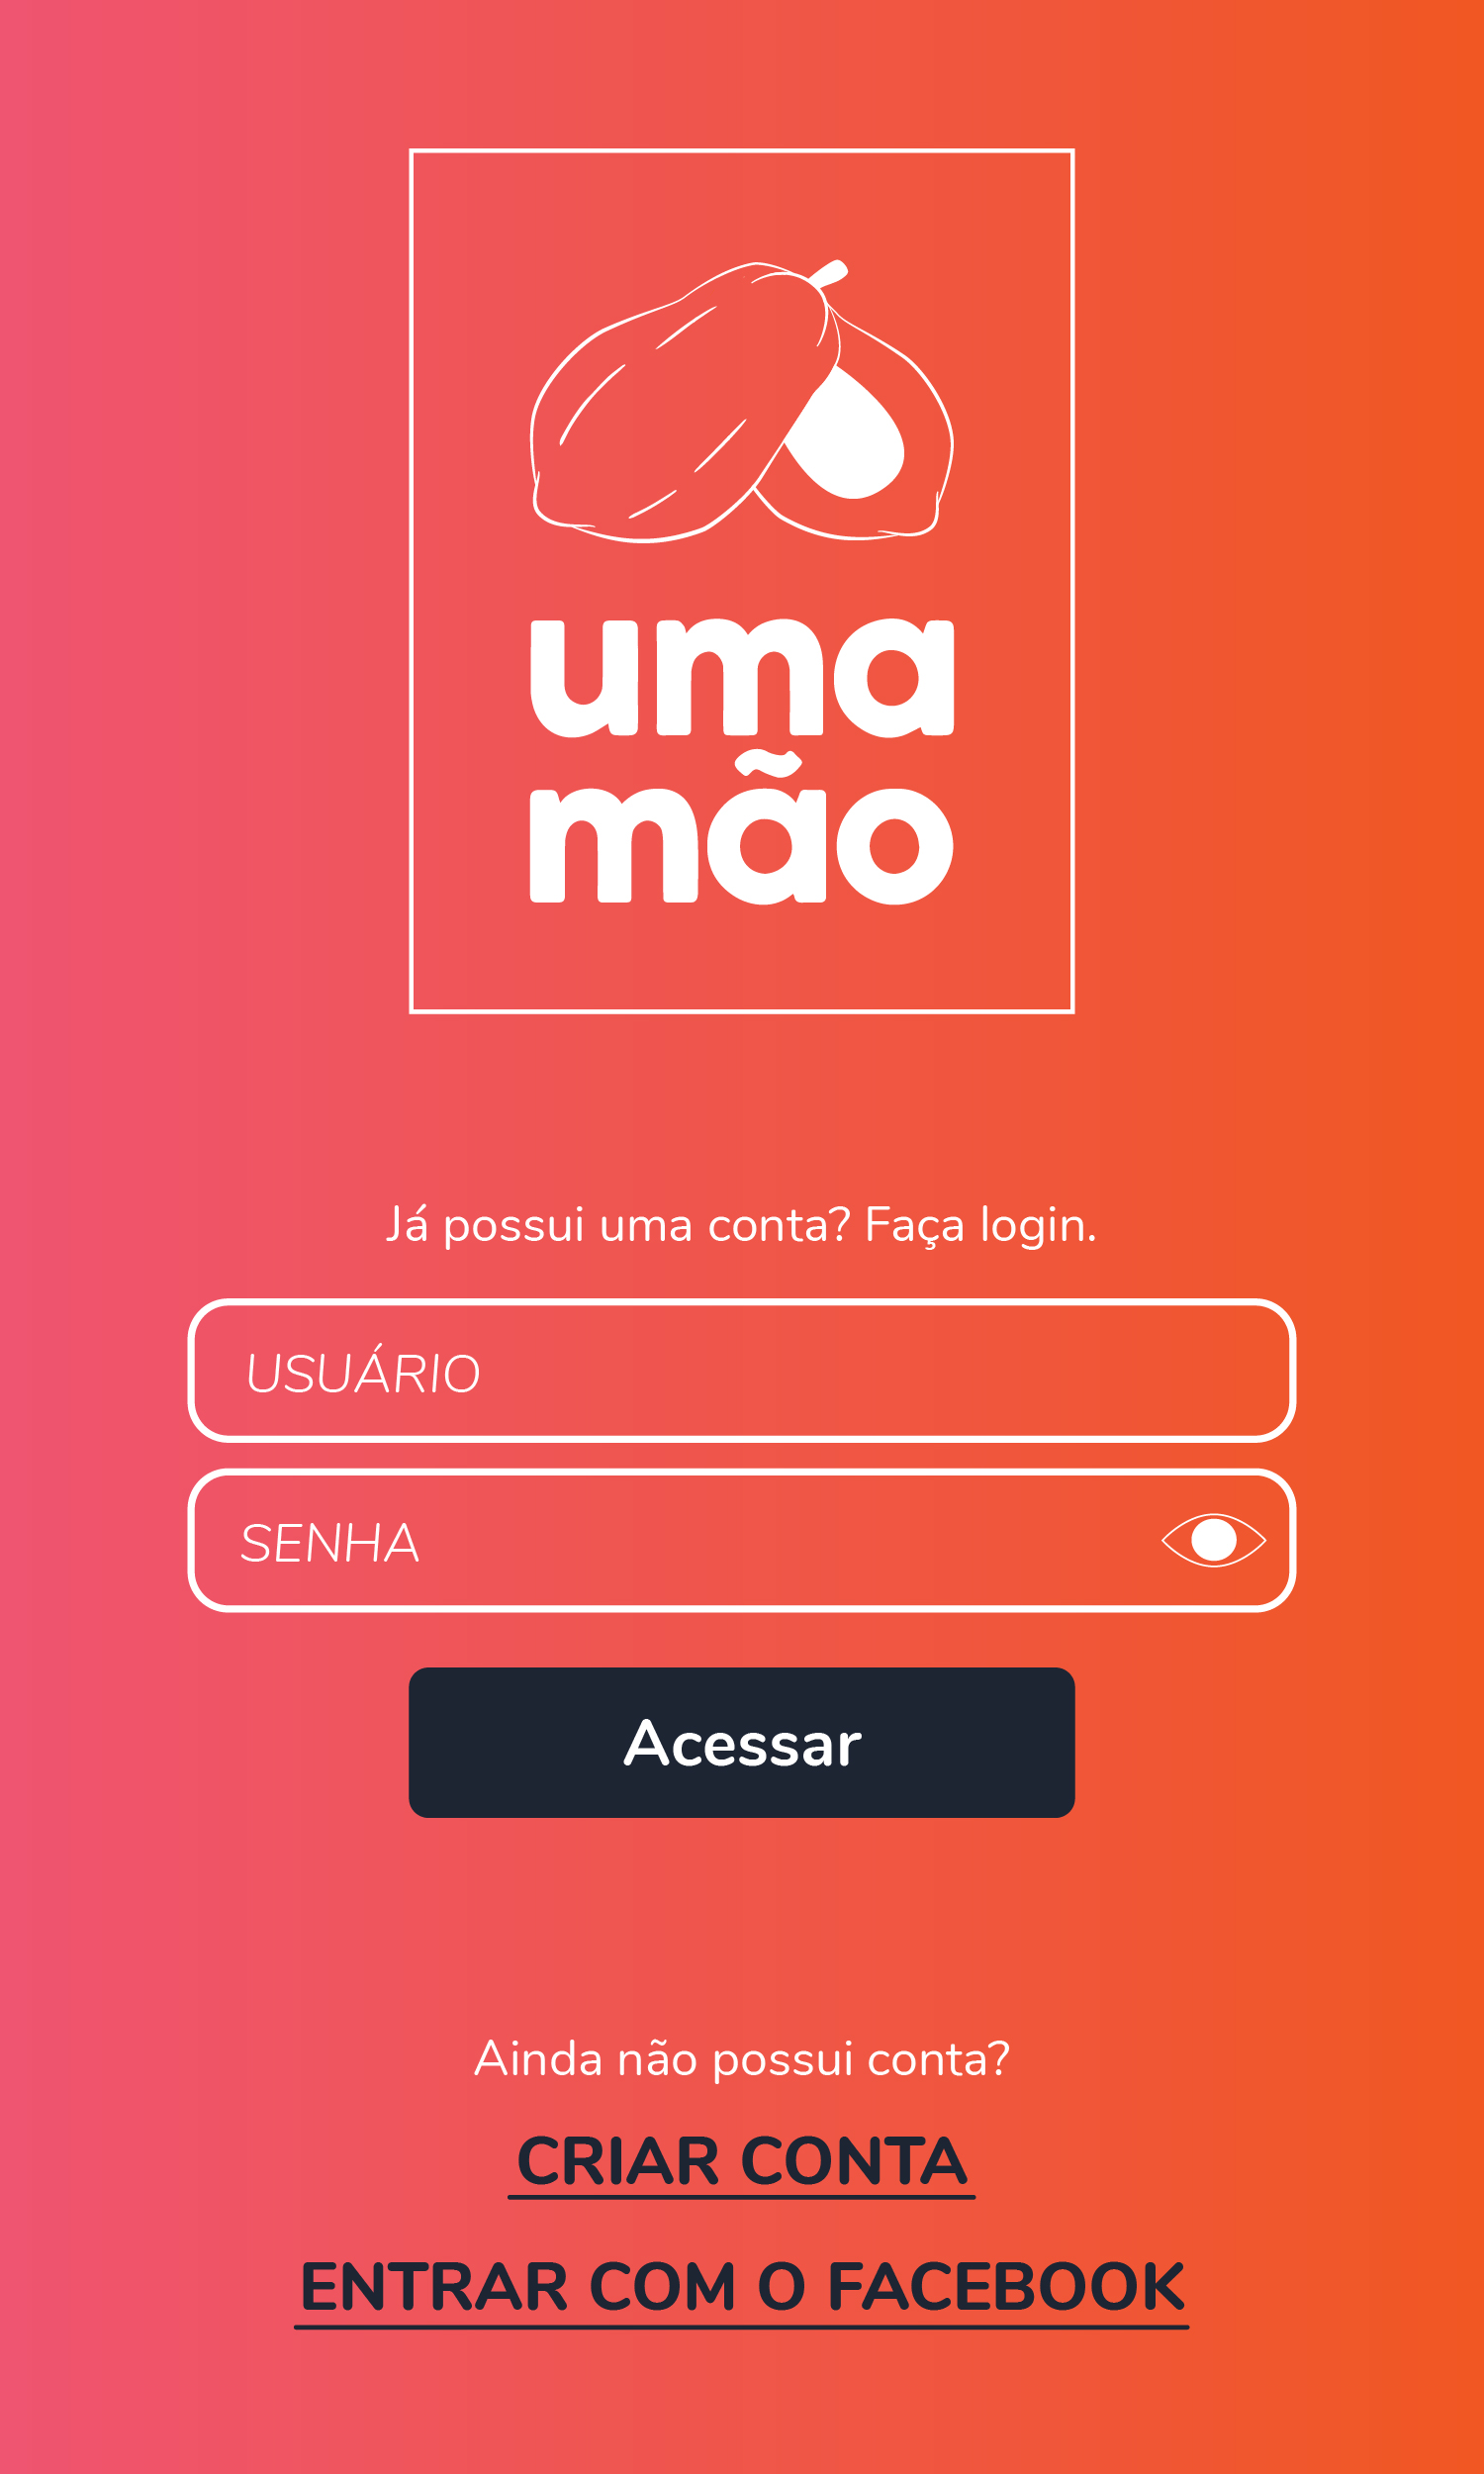 uma
mão
Já possui uma conta? Faça login.
USUÁRIO
SENHA
Acessar
Ainda não possui conta?
CRIAR CONTA
ENTRAR COM O FACEBOOK